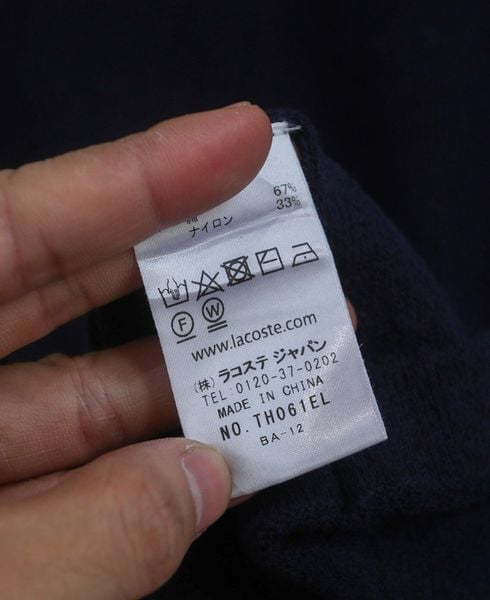 67%
ナイロン 33%
F W
www.lacoste.com
(株) ラコステ ジャパン
TEL:0120-37-0202
MADE IN CHINA
NO. TH061EL
BA-12